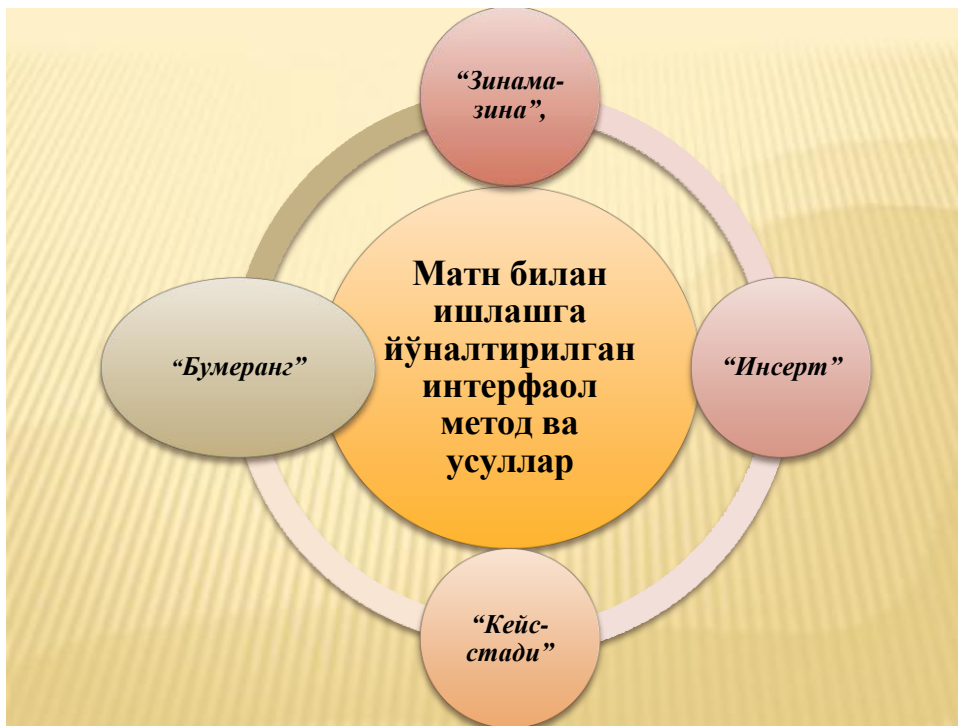 “Зинама-
зина”,
Матн билан
ишлашга
йўналтирилган
интерфаол
метод ва
усуллар
“Бумеранг”
“Инсерт”
“Кейс-
стади”